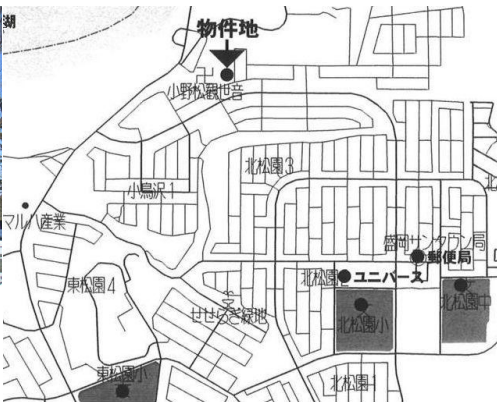 湖
物件地
小野松観世音
北松園3
小鳥沢1
マルハ産業
盛岡サンタウン局
郵便局
東松園4
北松園2
ユニバース
せせらぎ緑地
北松園小
北松園中
東松園小
北松園1